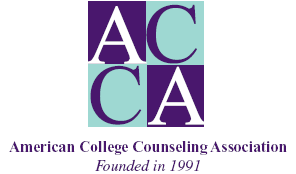 AC
CA
American College Counseling Association
Founded in 1991